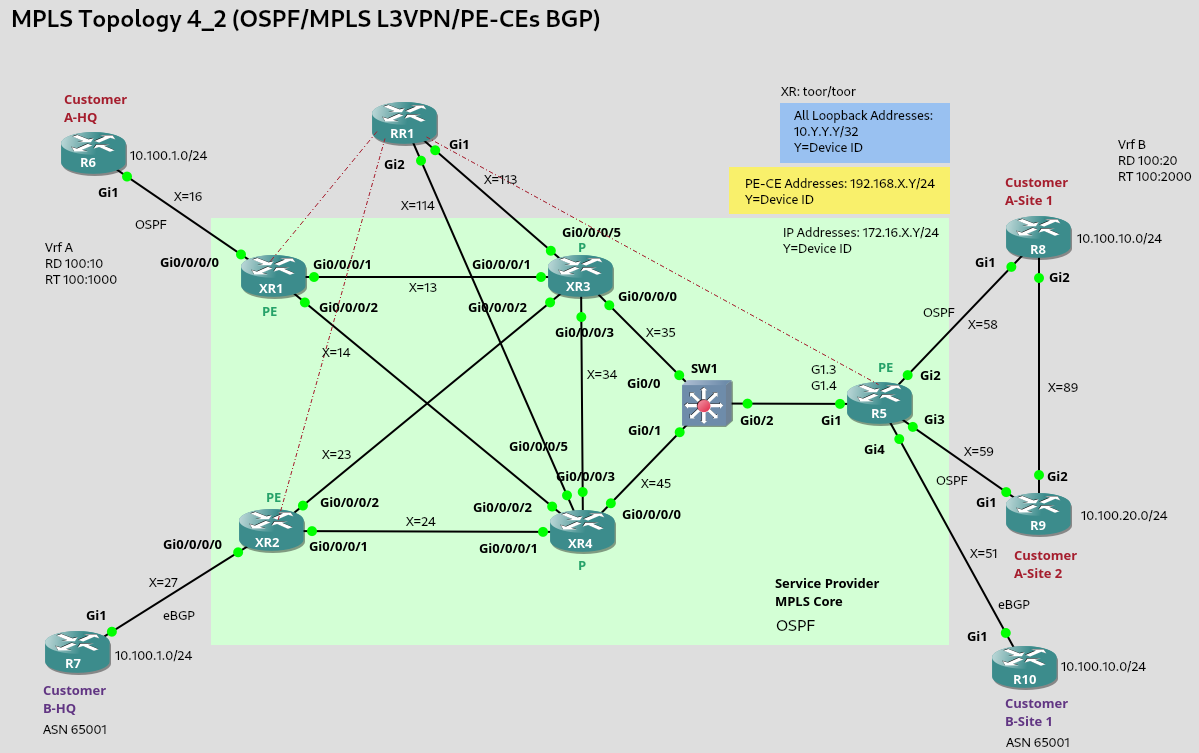 MPLS Topology 4_2 (OSPF/MPLS L3VPN/PE-CEs BGP)
Customer
A-HQ
R6
10.100.1.0/24
Gi1
X=16
OSPF
Vrf A
RD 100:10
RT 100:1000
RR1
Gi1
Gi2
X=113
X=114
XR: toor/toor
All Loopback Addresses:
10.Y.Y.Y/32
Y=Device ID
PE-CE Addresses: 192.168.X.Y/24
Y=Device ID
IP Addresses: 172.16.X.Y/24
Y=Device ID
Vrf B
RD 100:20
RT 100:2000
Customer
A-Site 1
R8
10.100.10.0/24
Gi1
Gi2
OSPF
X=58
X=89
Gi0/0/0/0
XR1
PE
Gi0/0/0/1
Gi0/0/0/2
X=13
X=14
Gi0/0/0/5
P
Gi0/0/0/1
XR3
Gi0/0/0/0
Gi0/0/0/2
Gi0/0/0/3
X=35
X=34
SW1
Gi0/0
Gi0/1
Gi0/2
G1.3
G1.4
PE
Gi2
Gi1
R5
Gi3
Gi4
X=59
OSPF
X=51
eBGP
Gi2
Gi1
R9
10.100.20.0/24
Customer
A-Site 2
X=23
PE
Gi0/0/0/2
XR2
Gi0/0/0/0
Gi0/0/0/1
X=24
Gi0/0/0/5
Gi0/0/0/3
Gi0/0/0/2
X=45
Gi0/0/0/0
XR4
Gi0/0/0/1
P
X=27
eBGP
Gi1
R7
10.100.1.0/24
Customer
B-HQ
ASN 65001
Service Provider
MPLS Core
OSPF
Gi1
R10
10.100.10.0/24
Customer
B-Site 1
ASN 65001